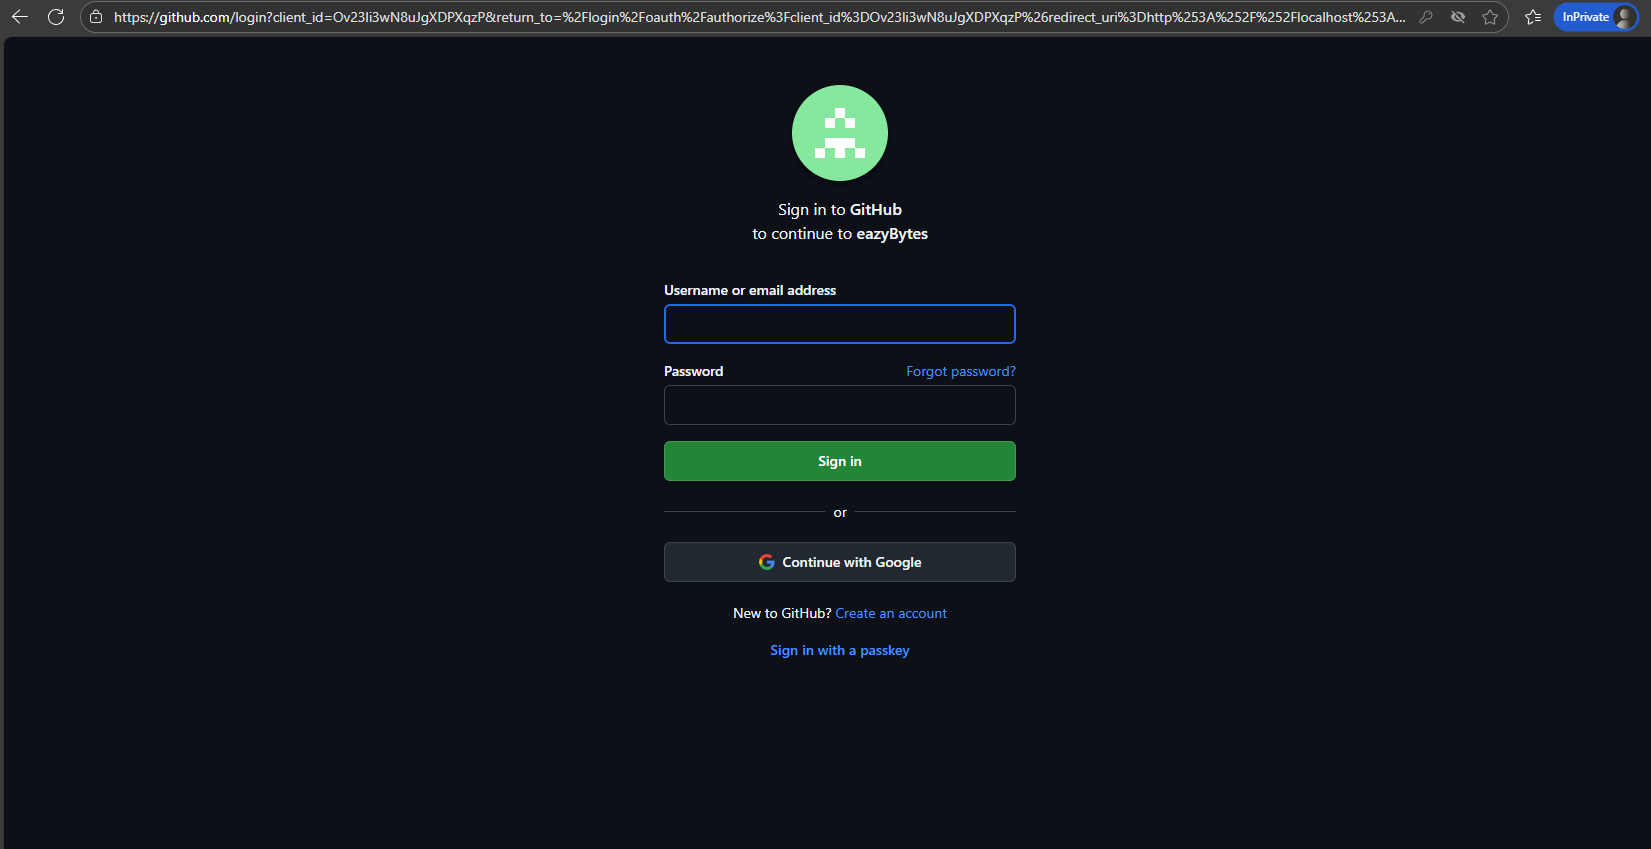 https://github.com/login?client_id=Ov23li3wN8uJgXDPXqzP&return_to=%2Flogin%2Foauth%2Fauthorize%3Fclient_id%3DOv23li3wN8uJgXDPXqzP%26redirect_uri%3Dhttp%253A%252F%252Flocalhost%253A...
InPrivate
Sign in to GitHub
to continue to eazyBytes
Username or email address
Password
Forgot password?
Sign in
or
Continue with Google
New to GitHub? Create an account
Sign in with a passkey